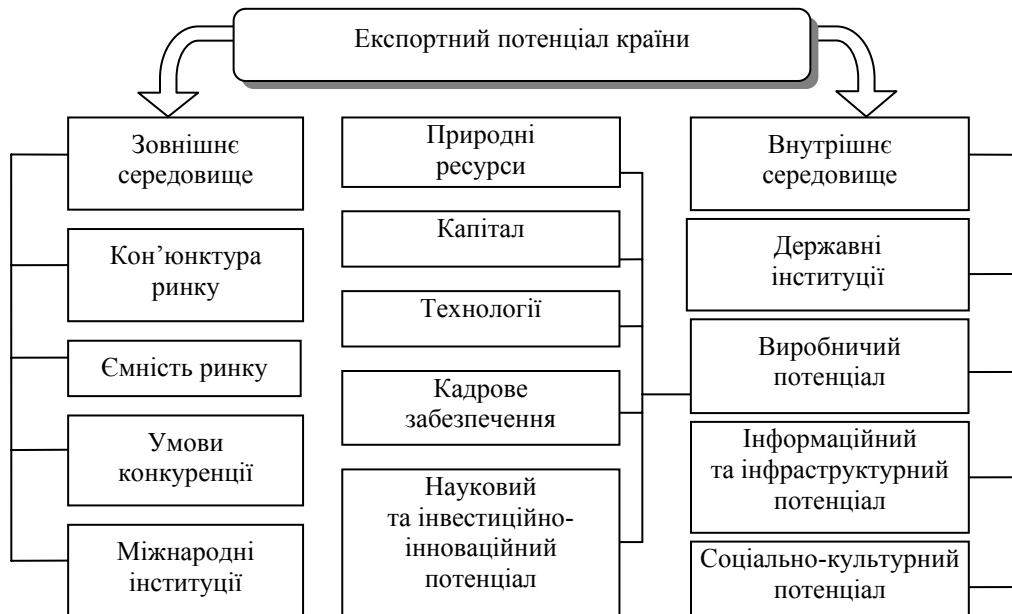 Експортний потенціал країни
Зовнішнє
середовище
Кон’юнктура
ринку
Ємність ринку
Умови
конкуренції
Міжнародні
інституції
Природні
ресурси
Капітал
Технології
Кадрове
забезпечення
Науковий
та інвестиційно-
інноваційний
потенціал
Внутрішнє
середовище
Державні
інституції
Виробничий
потенціал
Інформаційний
та інфраструктурний
потенціал
Соціально-культурний
потенціал